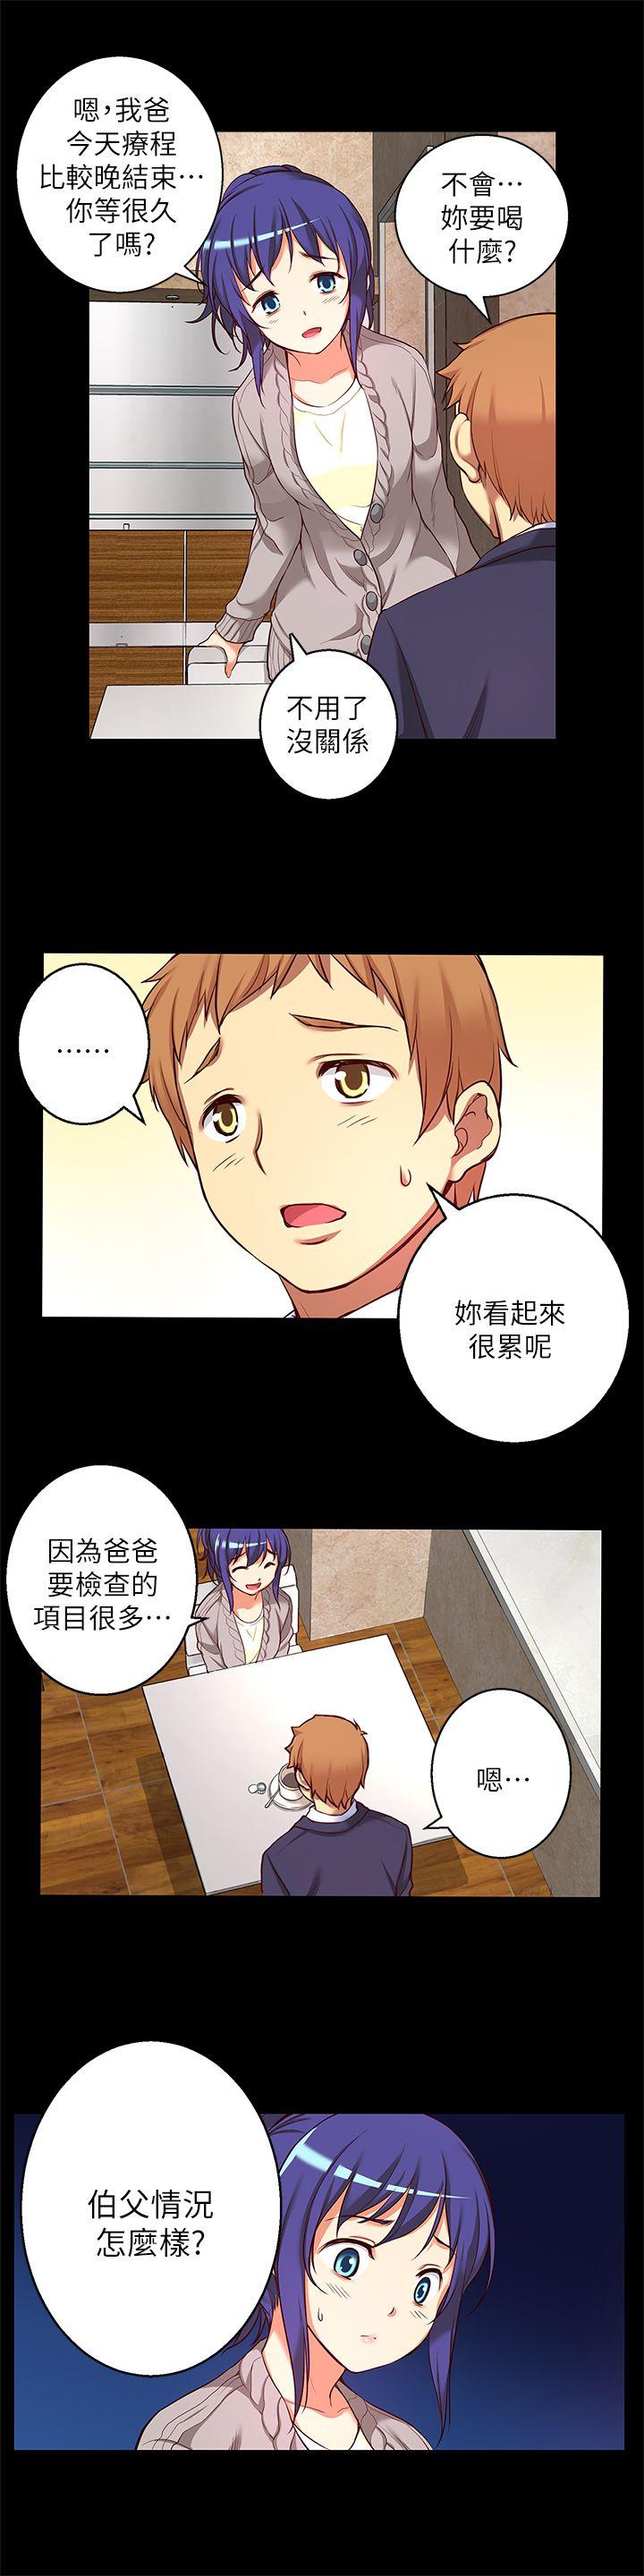 嗯，我爸
今天療程
比較晚結束⋯
你等很久
了嗎？
不會⋯
妳要喝
什麼？
不用了
沒關係
⋯⋯
妳看起來
很累呢
因為爸爸
要檢查的
項目很多⋯
嗯⋯
伯父情況
怎麼樣？